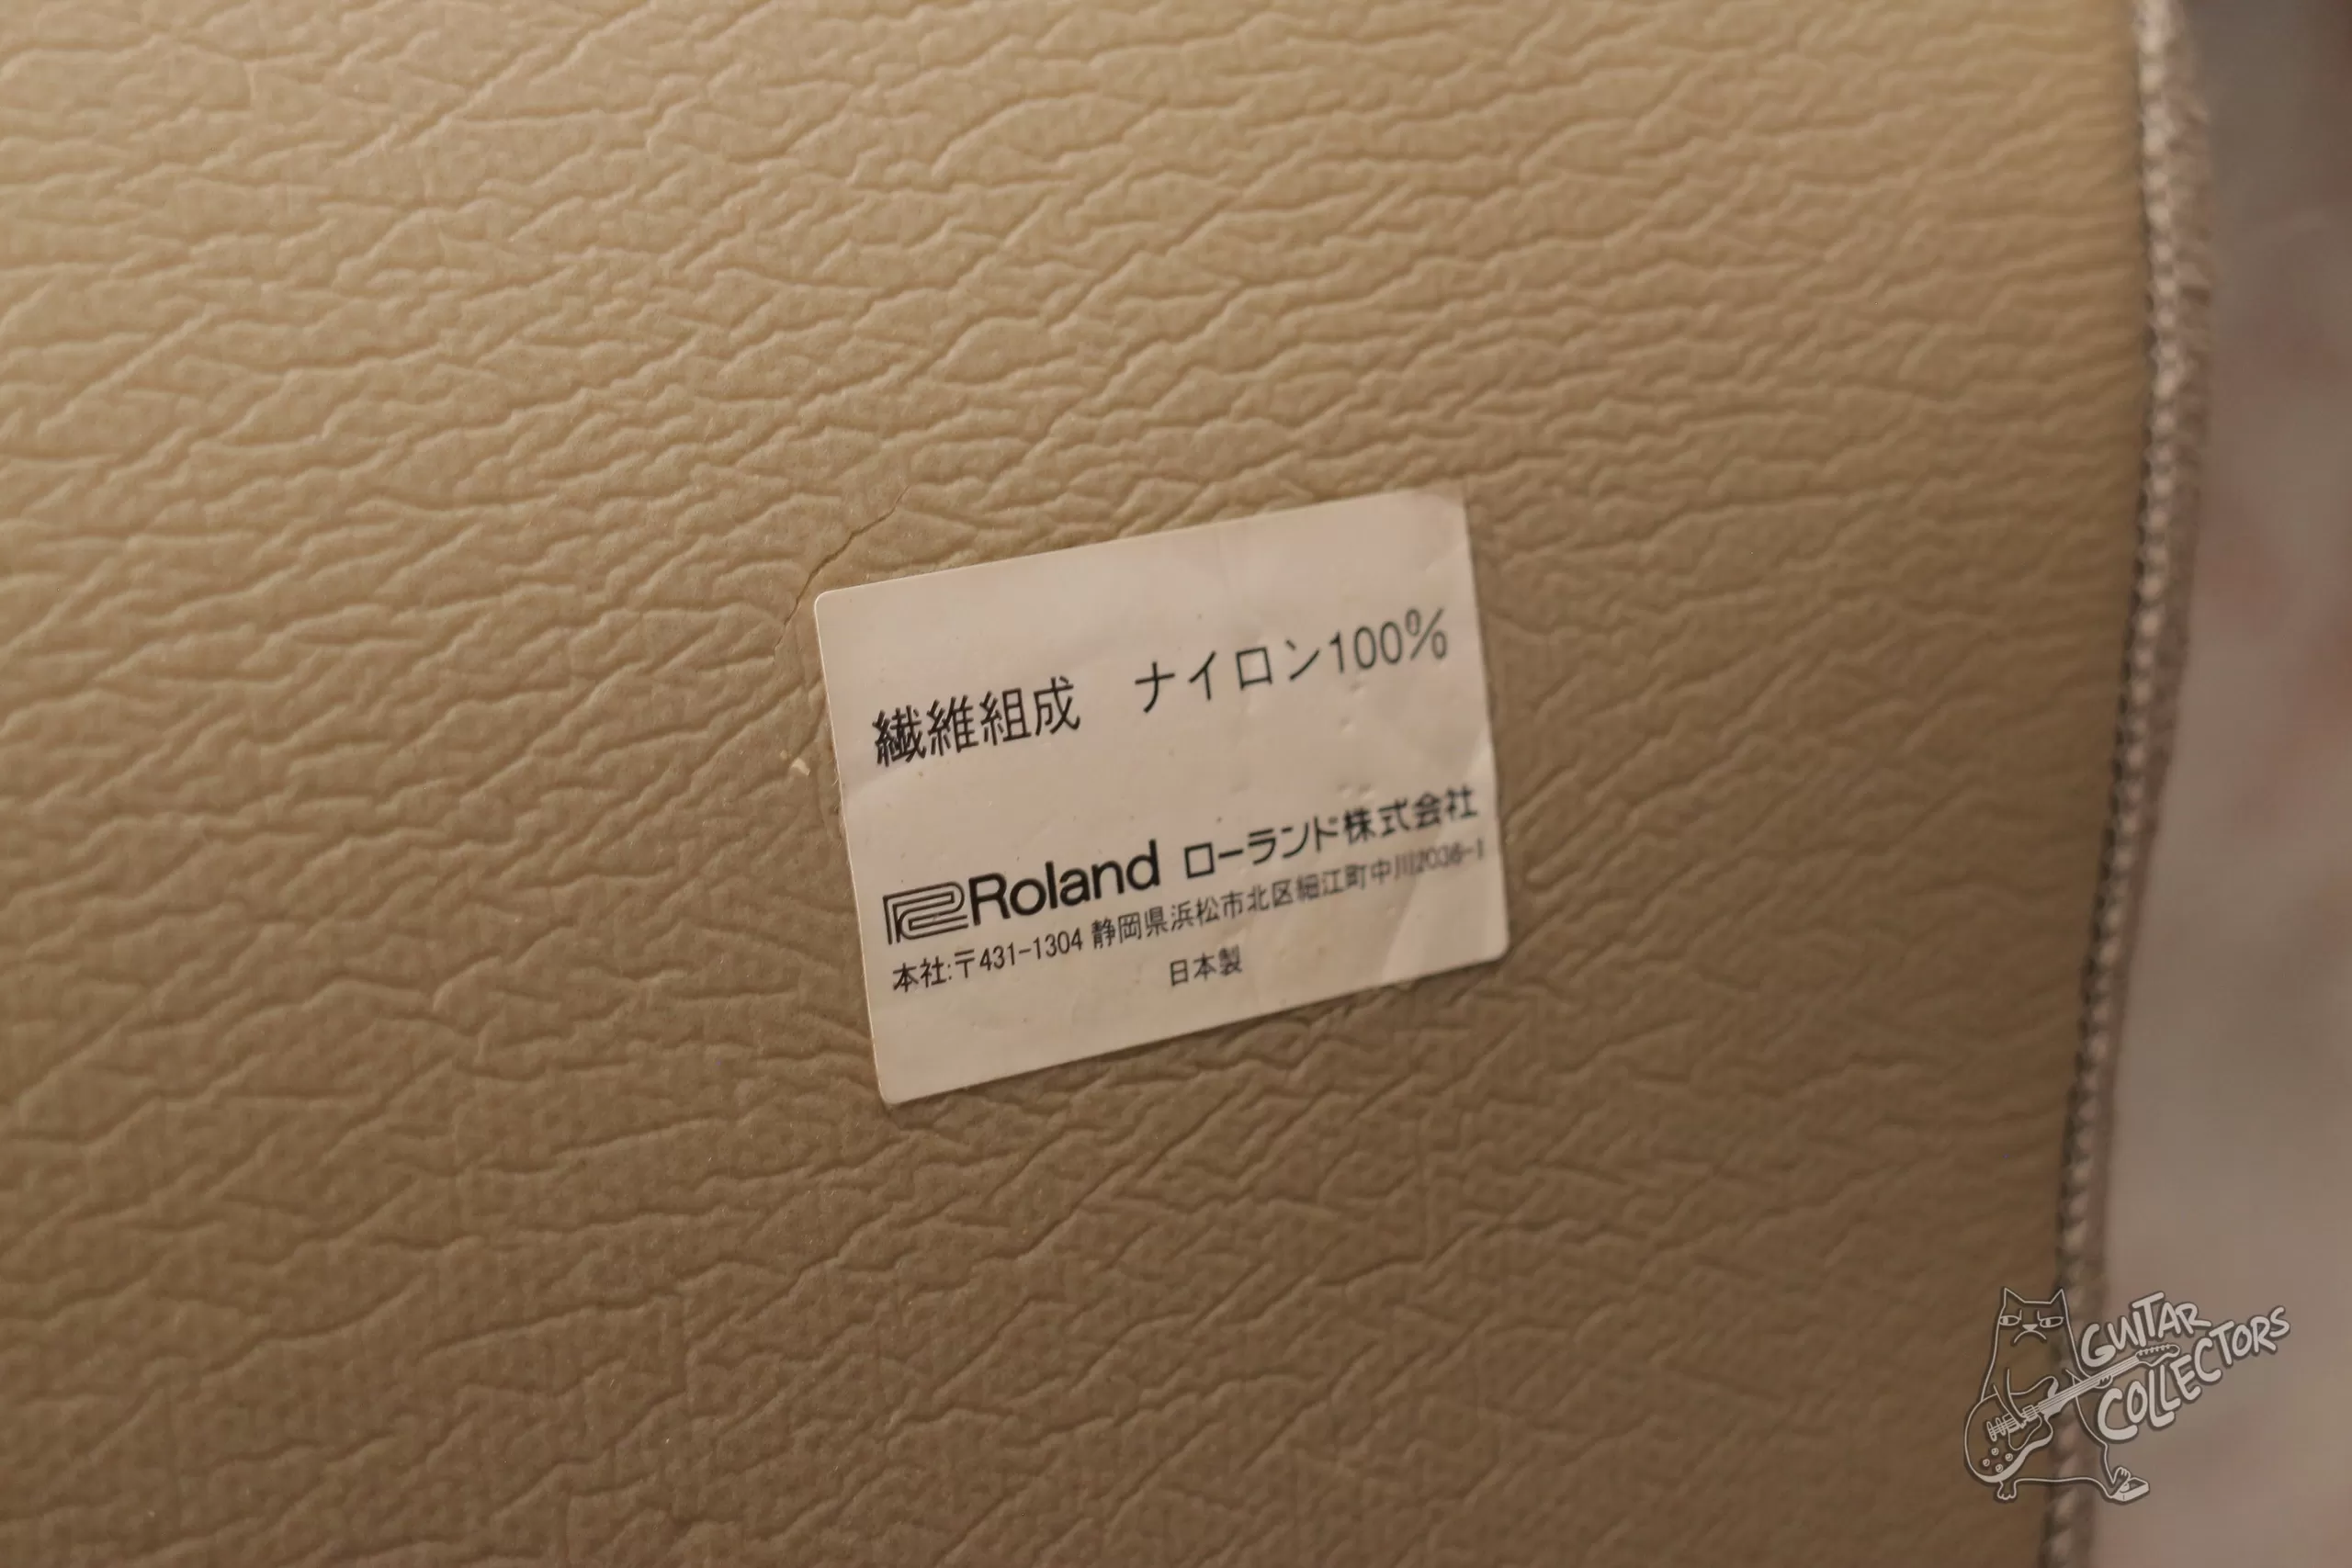 繊維組成　ナイロン100%
Roland ローランド株式会社
本社:〒431-1304 静岡県浜松市北区細江町中川2036-1
日本製
GUITAR
COLLECTORS